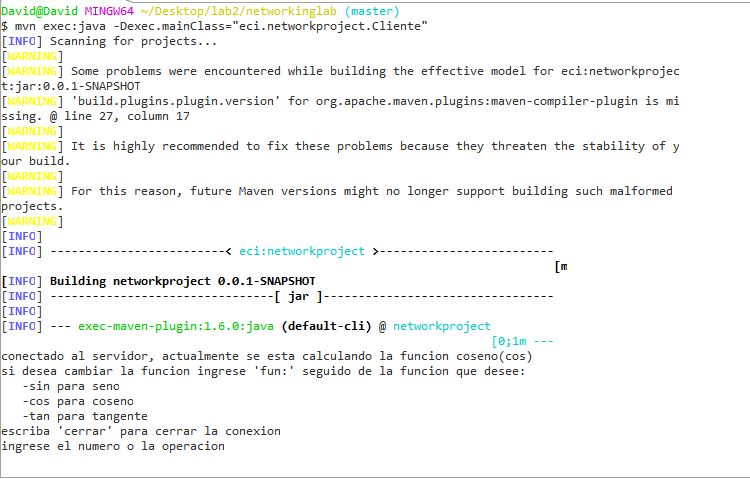 David@David MINGW64 ~/Desktop/lab2/networkinglab (master)
$ mvn exec:java -Dexec.mainClass="eci.networkproject.Cliente"
[INFO] Scanning for projects...
[WARNING]
[WARNING] Some problems were encountered while building the effective model for eci:networkprojec
t:jar:0.0.1-SNAPSHOT
[WARNING] 'build.plugins.plugin.version' for org.apache.maven.plugins:maven-compiler-plugin is mi
ssing. @ line 27, column 17
[WARNING]
[WARNING] It is highly recommended to fix these problems because they threaten the stability of y
our build.
[WARNING]
[WARNING] For this reason, future Maven versions might no longer support building such malformed
projects.
[WARNING]
[INFO]
[INFO] -------------------------< eci:networkproject >-------------------------
[m
[INFO] Building networkproject 0.0.1-SNAPSHOT
[INFO] --------------------------------[ jar ]---------------------------------
[INFO]
[INFO] --- exec-maven-plugin:1.6.0:java (default-cli) @ networkproject
[0;1m ---
conectado al servidor, actualmente se esta calculando la funcion coseno(cos)
si desea cambiar la funcion ingrese 'fun:' seguido de la funcion que desee:
   -sin para seno
   -cos para coseno
   -tan para tangente
escriba 'cerrar' para cerrar la conexion
ingrese el numero o la operacion